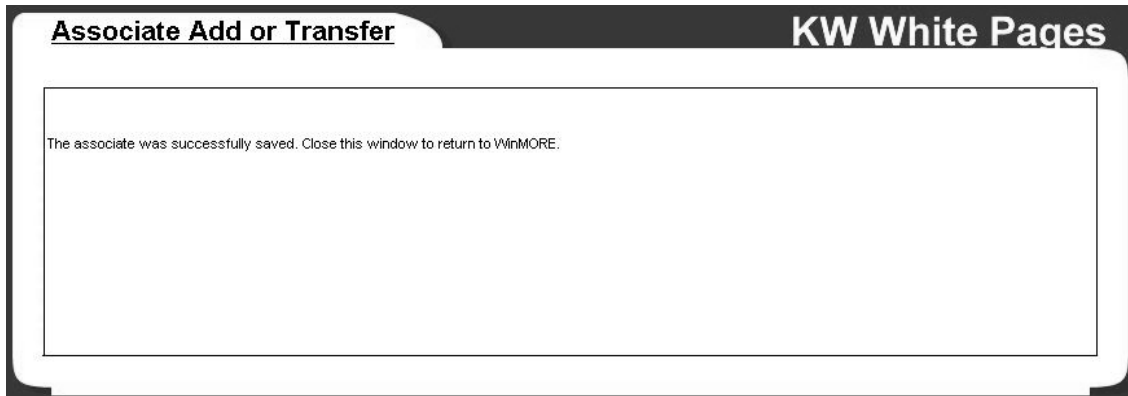 Associate Add or Transfer
KW White Pages
The associate was successfully saved. Close this window to return to WinMORE.